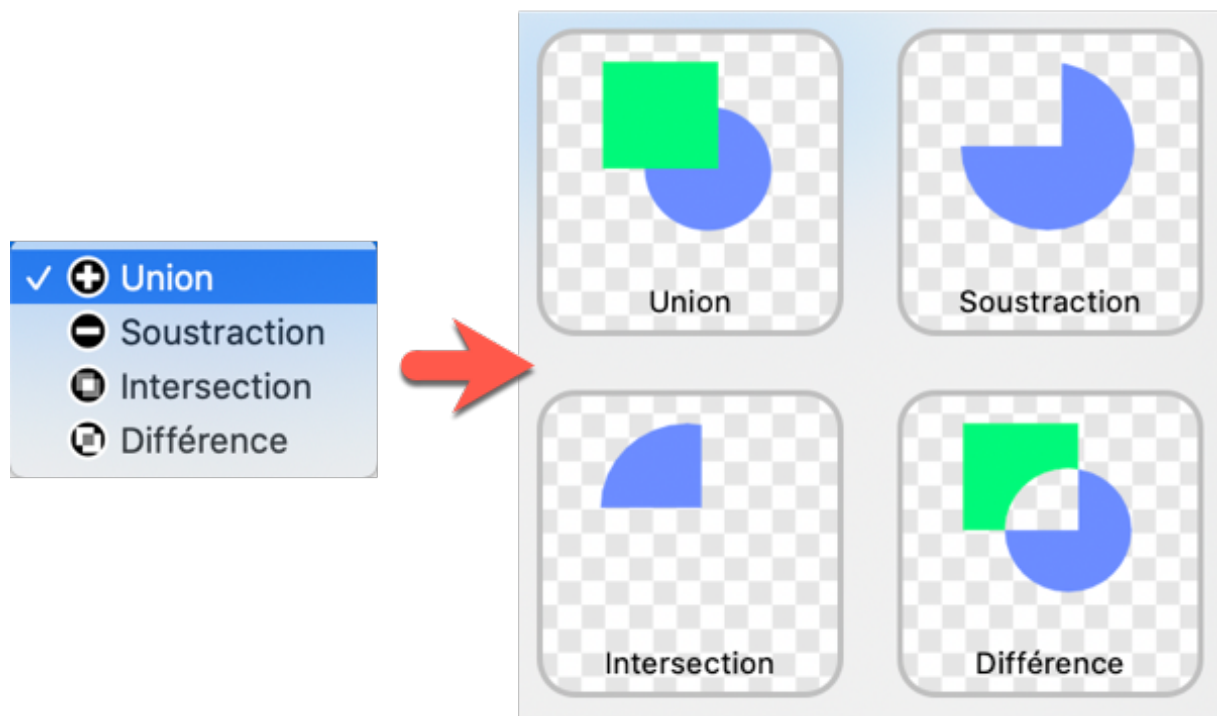 Union
Soustraction
Intersection
Différence
Union
Soustraction
Intersection
Différence